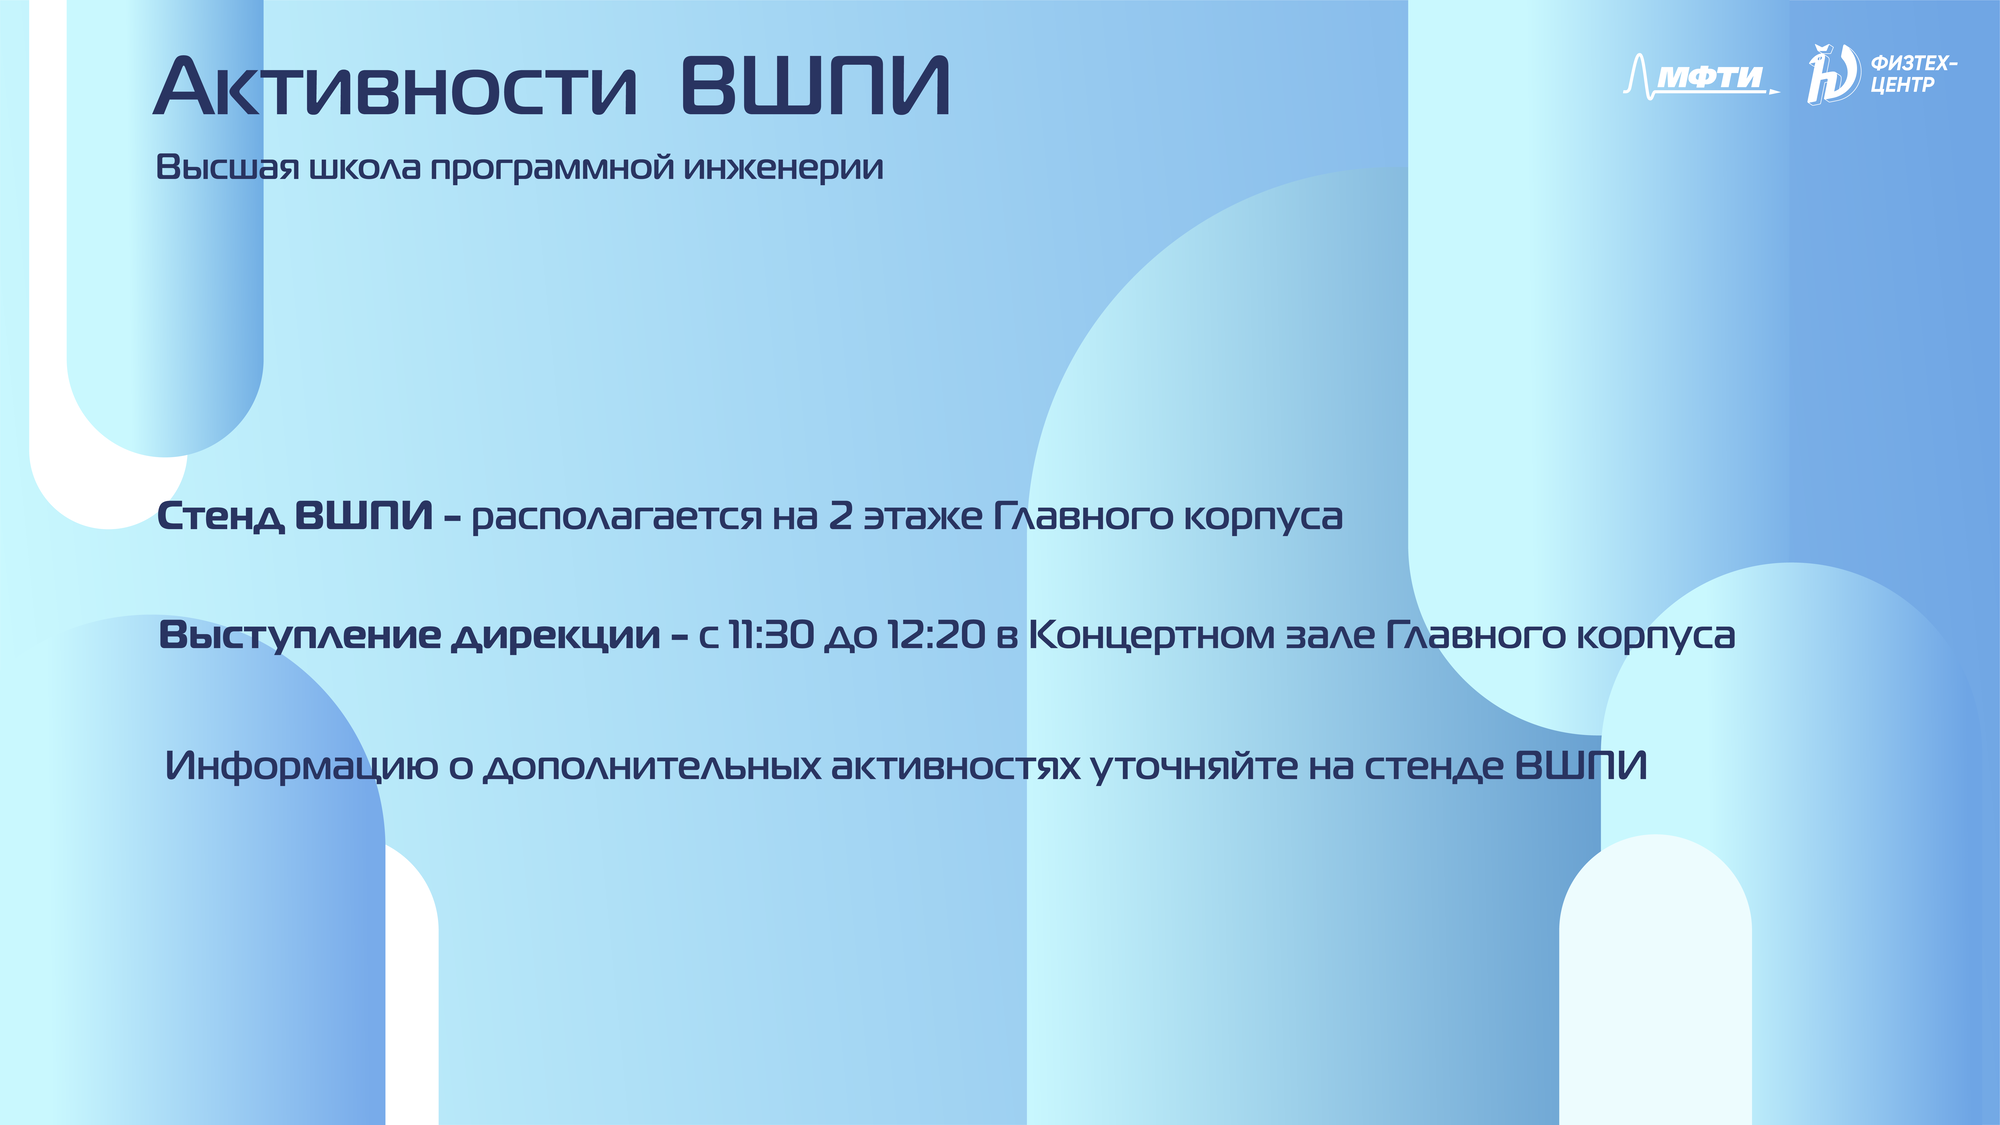 Активности ВШПИ
Высшая школа программной инженерии
МФТИ
ФИЗТЕХ-
ЦЕНТР
Стенд ВШПИ - располагается на 2 этаже Главного корпуса
Выступление дирекции - с 11:30 до 12:20 в Концертном зале Главного корпуса
Информацию о дополнительных активностях уточняйте на стенде ВШПИ